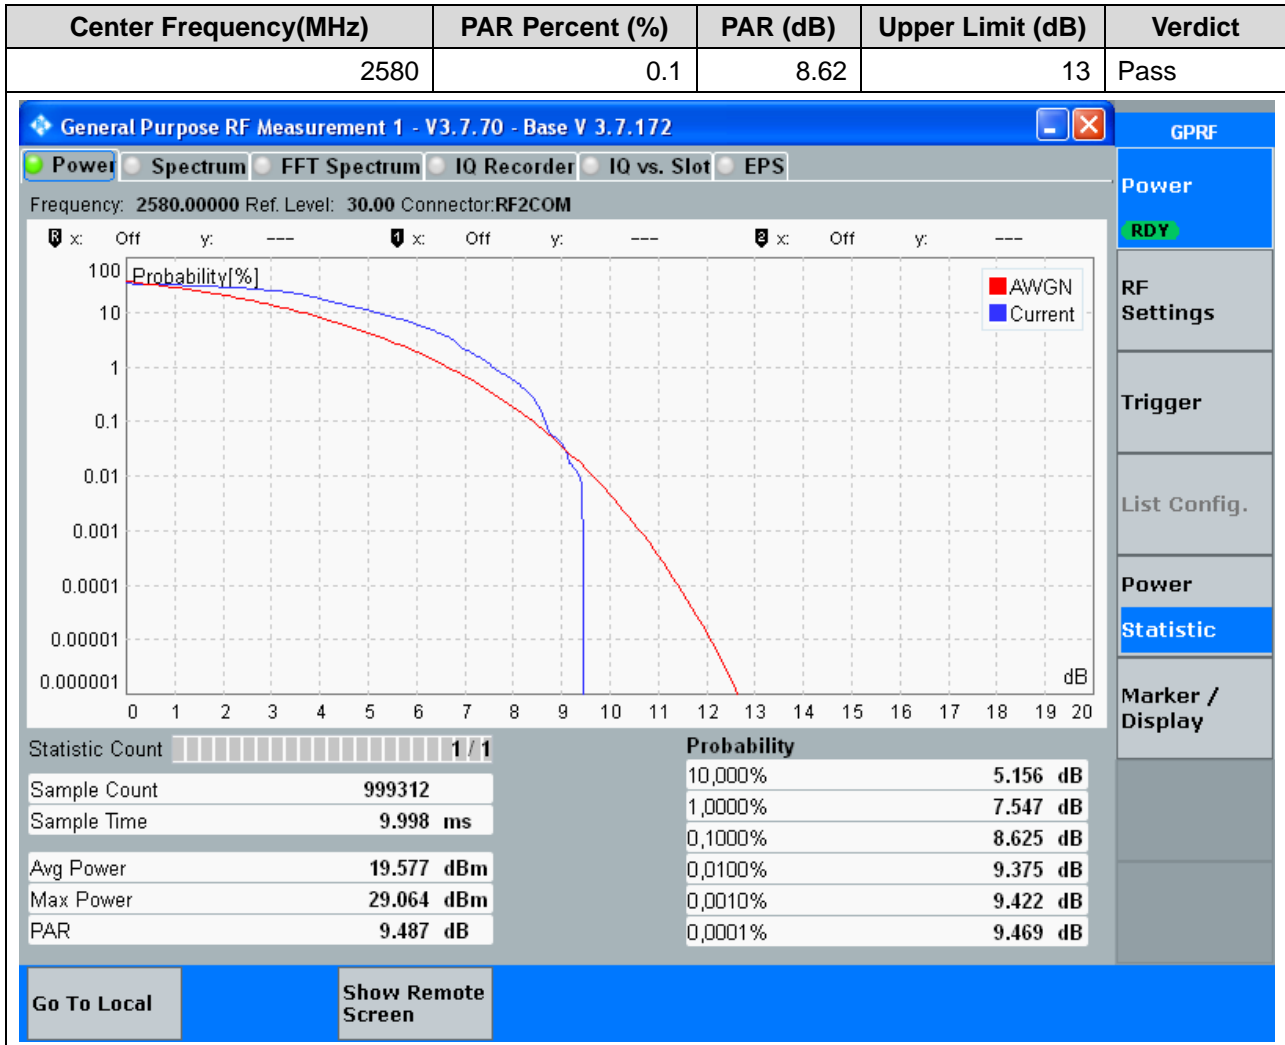 Center Frequency(MHz) PAR Percent (%) PAR (dB) Upper Limit (dB) Verdict
2580 0.1 8.62 13 Pass
General Purpose RF Measurement 1 - V3.7.70 - Base V 3.7.172
GPRF
Power Spectrum FFT Spectrum IQ Recorder IQ vs. Slot EPS
Power
RDY
Frequency: 2580.00000 Ref. Level: 30.00 Connector:RF2COM
R x: Off y: --- 1 x: Off y: --- 2 x: Off y: ---
Probability[%]
AWGN
Current
100
10
1
0.1
0.01
0.001
0.0001
0.00001
0.000001
dB
0 1 2 3 4 5 6 7 8 9 10 11 12 13 14 15 16 17 18 19 20
RF
Settings
Trigger
List Config.
Power
Statistic
Marker /
Display
Statistic Count 1 / 1
Sample Count 999312
Sample Time 9.998 ms
Avg Power 19.577 dBm
Max Power 29.064 dBm
PAR 9.487 dB
Probability
10,000% 5.156 dB
1,0000% 7.547 dB
0,1000% 8.625 dB
0,0100% 9.375 dB
0,0010% 9.422 dB
0,0001% 9.469 dB
Go To Local
Show Remote
Screen